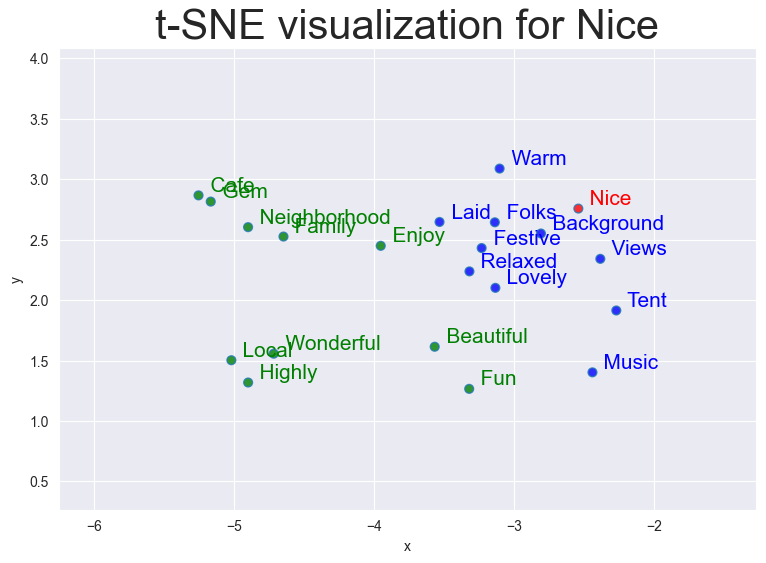 t-SNE visualization for Nice
4.0
3.5
3.0
2.5
2.0
1.5
1.0
0.5
y
Warm
Cafe
Gem
Nice
Neighborhood
Laid
Folks
Family
Enjoy
Festive
Background
Relaxed
Views
Lovely
Tent
Local
Wonderful
Beautiful
Highly
Fun
Music
−6
−5
−4
−3
−2
x